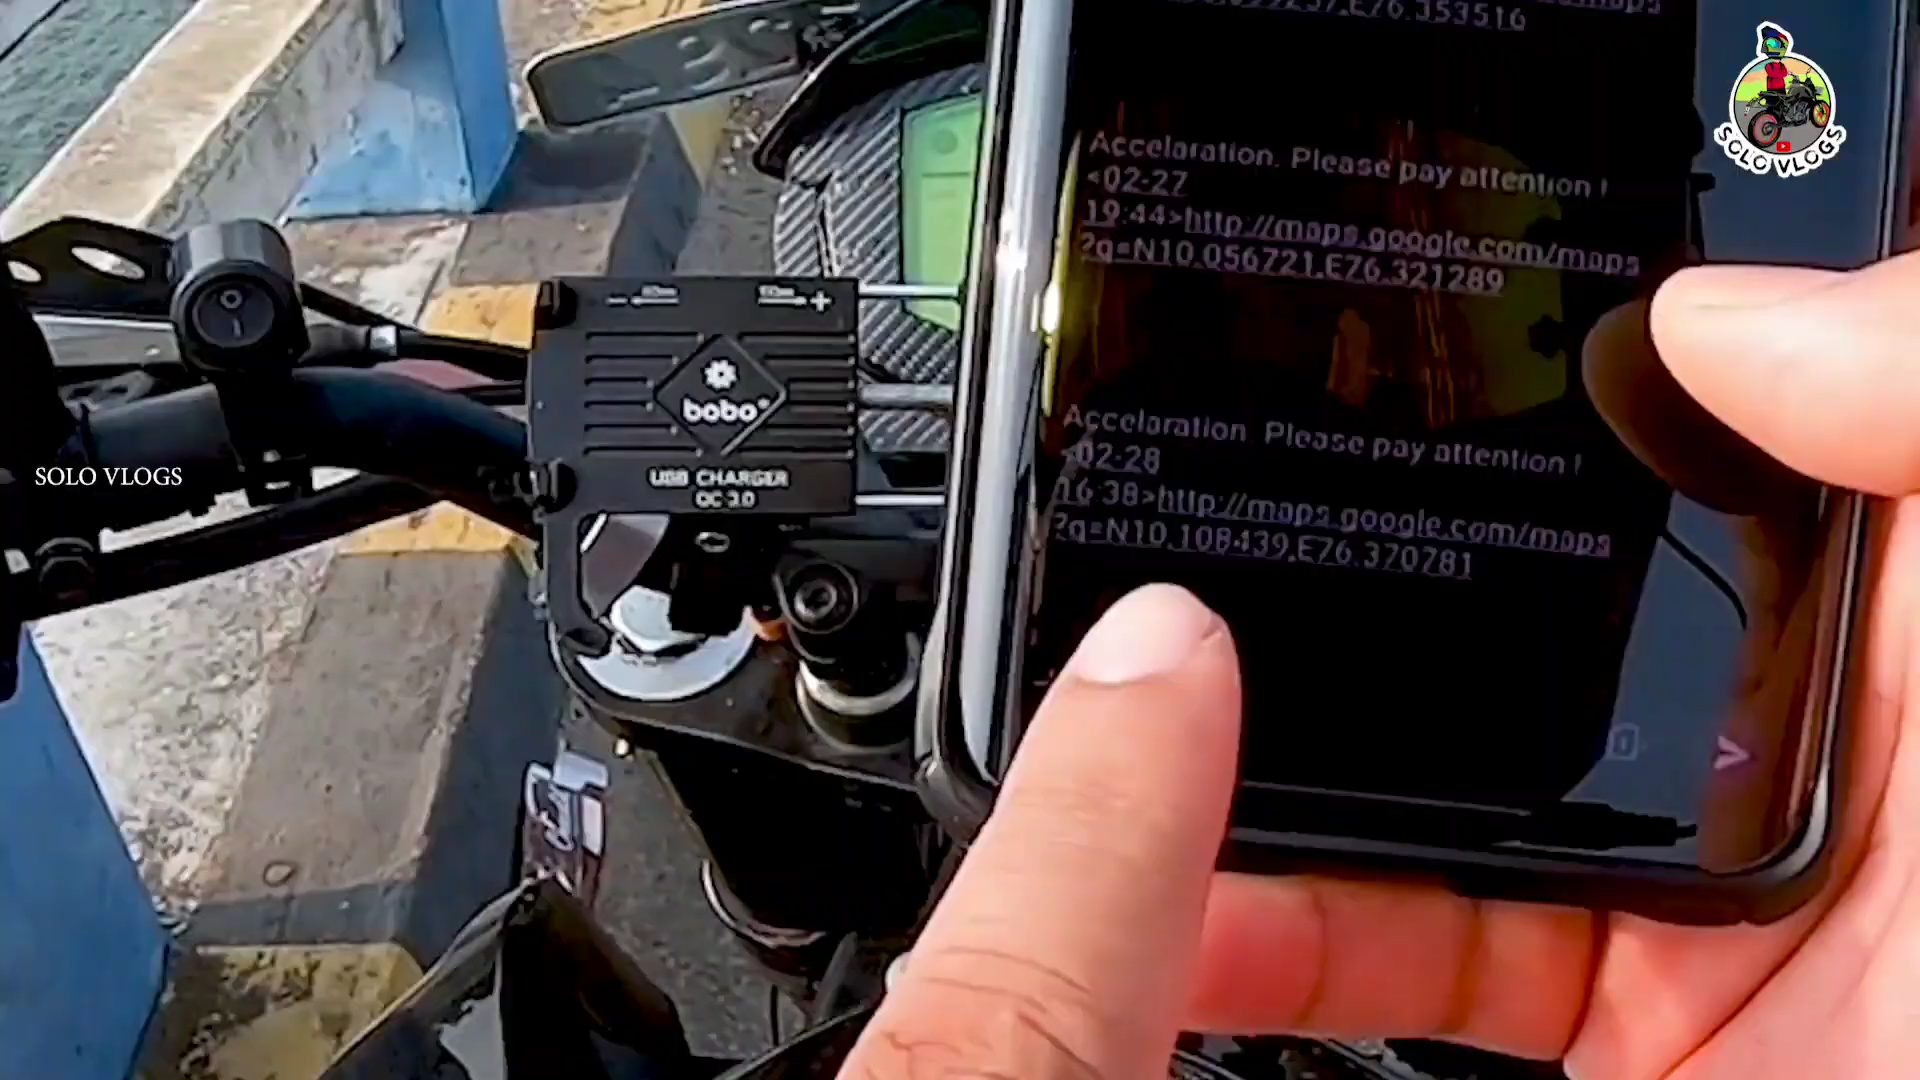 E76.353516
Accelaration. Please pay attention !
<02-27
19:44>http://maps.google.com/maps
?q=N10.056721,E76.321289
Accelaration. Please pay attention !
<02-28
16:38>http://maps.google.com/maps
?q=N10.108439,E76.370781
bobo
USB CHARGER
QC 3.0
SOLO VLOGS
SOLO VLOGS